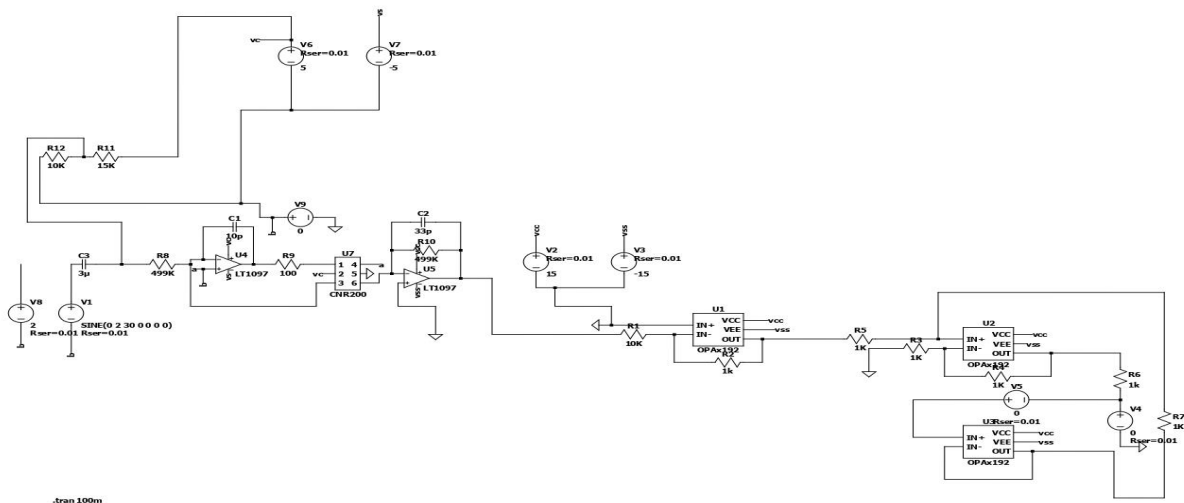 vs
V6
Rser=0.01
5
vc
V7
Rser=0.01
-5
R12
10K
R11
15K
V9
0
b
C1
10p
C2
33p
R10
499K
C3
3µ
R8
499K
a
vc
U4
LT1097
vs
b
R9
100
U7
1 4
2 5
3 6
CNR200
a
vc
vcc
U5
LT1097
vss
V8
2
Rser=0.01
b
V1
SINE(0 2 30 0 0 0 0)
Rser=0.01
b
vcc
V2
Rser=0.01
15
vss
V3
Rser=0.01
-15
R1
10K
U1
IN+ VCC
IN- VEE
OUT
OPAx192
vcc
vss
R2
1k
R5
1K
R3
1K
U2
IN+ VCC
IN- VEE
OUT
OPAx192
vcc
vss
R4
1K
R6
1k
V5
0
Rser=0.01
V4
0
Rser=0.01
R7
1K
U3
IN+ VCC
IN- VEE
OUT
OPAx192
vcc
vss
.tran 100m